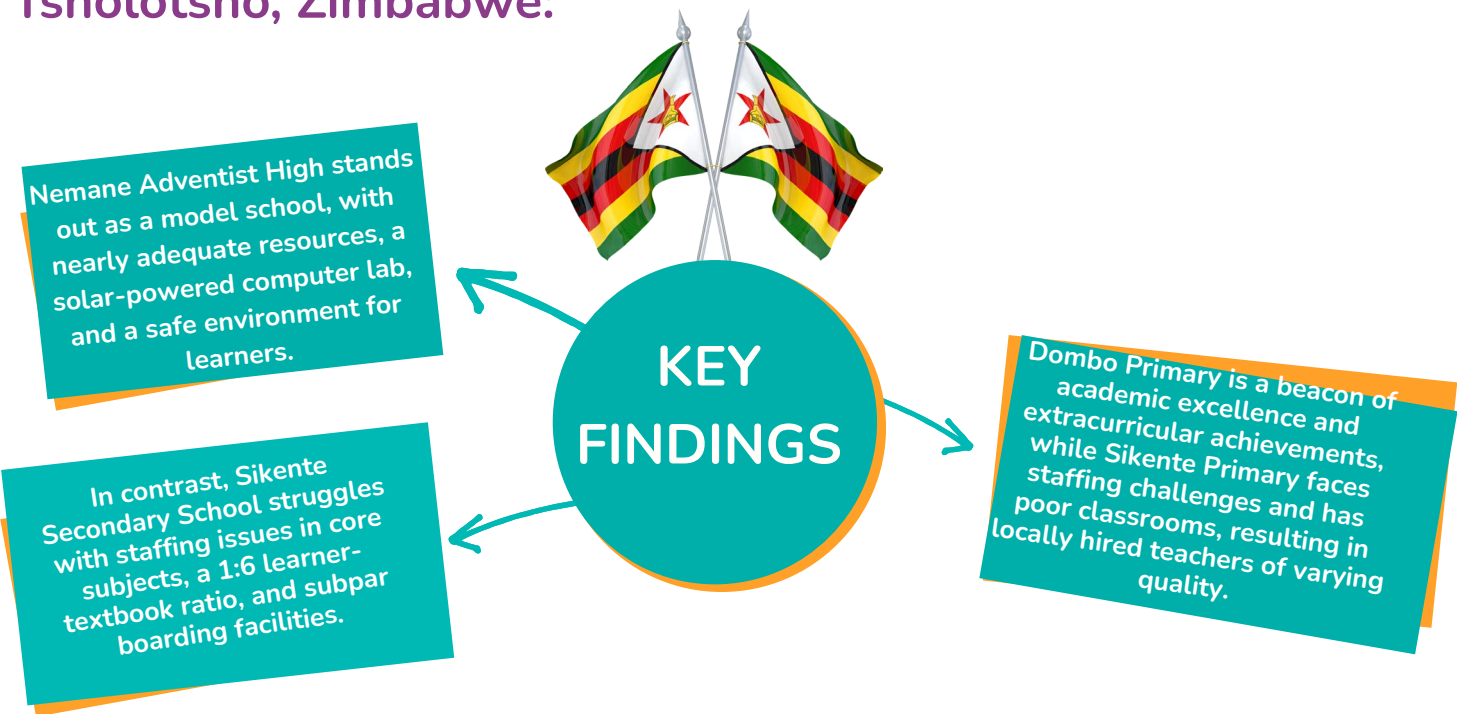 Tsholotsho, Zimbabwe:
Nemane Adventist High stands
out as a model school, with
nearly adequate resources, a
solar-powered computer lab,
and a safe environment for
learners.
In contrast, Sikente
Secondary School struggles
with staffing issues in core
subjects, a 1:6 learner-
textbook ratio, and subpar
boarding facilities.
KEY
FINDINGS
Dombo Primary is a beacon of
academic excellence and
extracurricular achievements,
while Sikente Primary faces
staffing challenges and has
poor classrooms, resulting in
locally hired teachers of varying
quality.